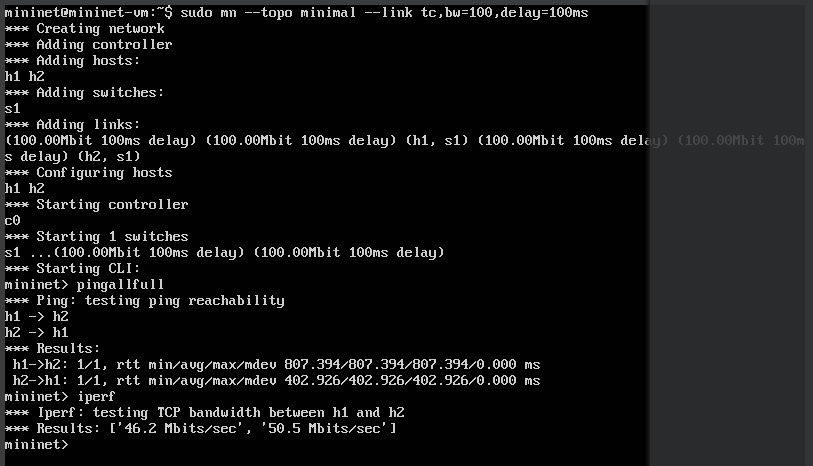 mininet@mininet-vm:~$ sudo mn --topo minimal --link tc,bw=100,delay=100ms
*** Creating network
*** Adding controller
*** Adding hosts:
h1 h2
*** Adding switches:
s1
*** Adding links:
(100.00Mbit 100ms delay) (100.00Mbit 100ms delay) (h1, s1) (100.00Mbit 100ms delay) (100.00Mbit 100m
s delay) (h2, s1)
*** Configuring hosts
h1 h2
*** Starting controller
c0
*** Starting 1 switches
s1 ...(100.00Mbit 100ms delay) (100.00Mbit 100ms delay)
*** Starting CLI:
mininet> pingallfull
*** Ping: testing ping reachability
h1 -> h2
h2 -> h1
*** Results:
 h1->h2: 1/1, rtt min/avg/max/mdev 807.394/807.394/807.394/0.000 ms
 h2->h1: 1/1, rtt min/avg/max/mdev 402.926/402.926/402.926/0.000 ms
mininet> iperf
*** Iperf: testing TCP bandwidth between h1 and h2
*** Results: ['46.2 Mbits/sec', '50.5 Mbits/sec']
mininet>